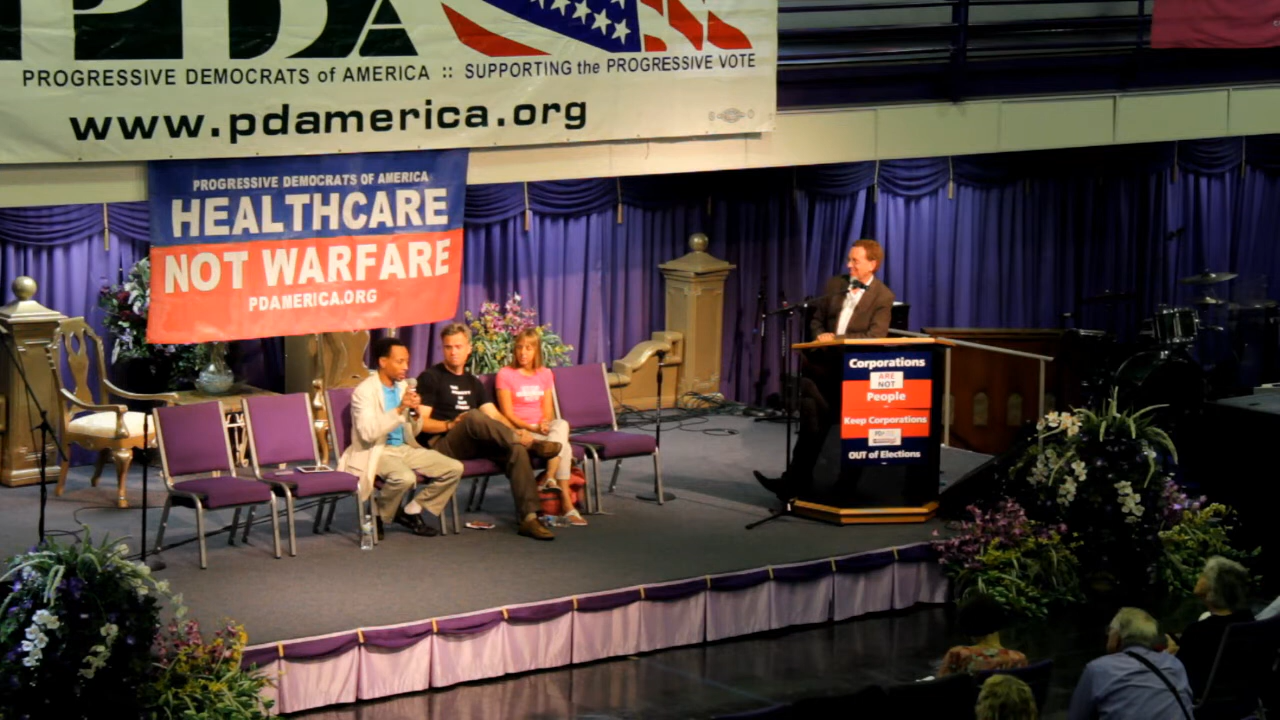 PDA
PROGRESSIVE DEMOCRATS of AMERICA :: SUPPORTING the PROGRESSIVE VOTE
www.pdamerica.org
PROGRESSIVE DEMOCRATS OF AMERICA
HEALTHCARE
NOT WARFARE
PDAMERICA.ORG
Corporations
ARE
NOT
People
Keep Corporations
OUT of Elections